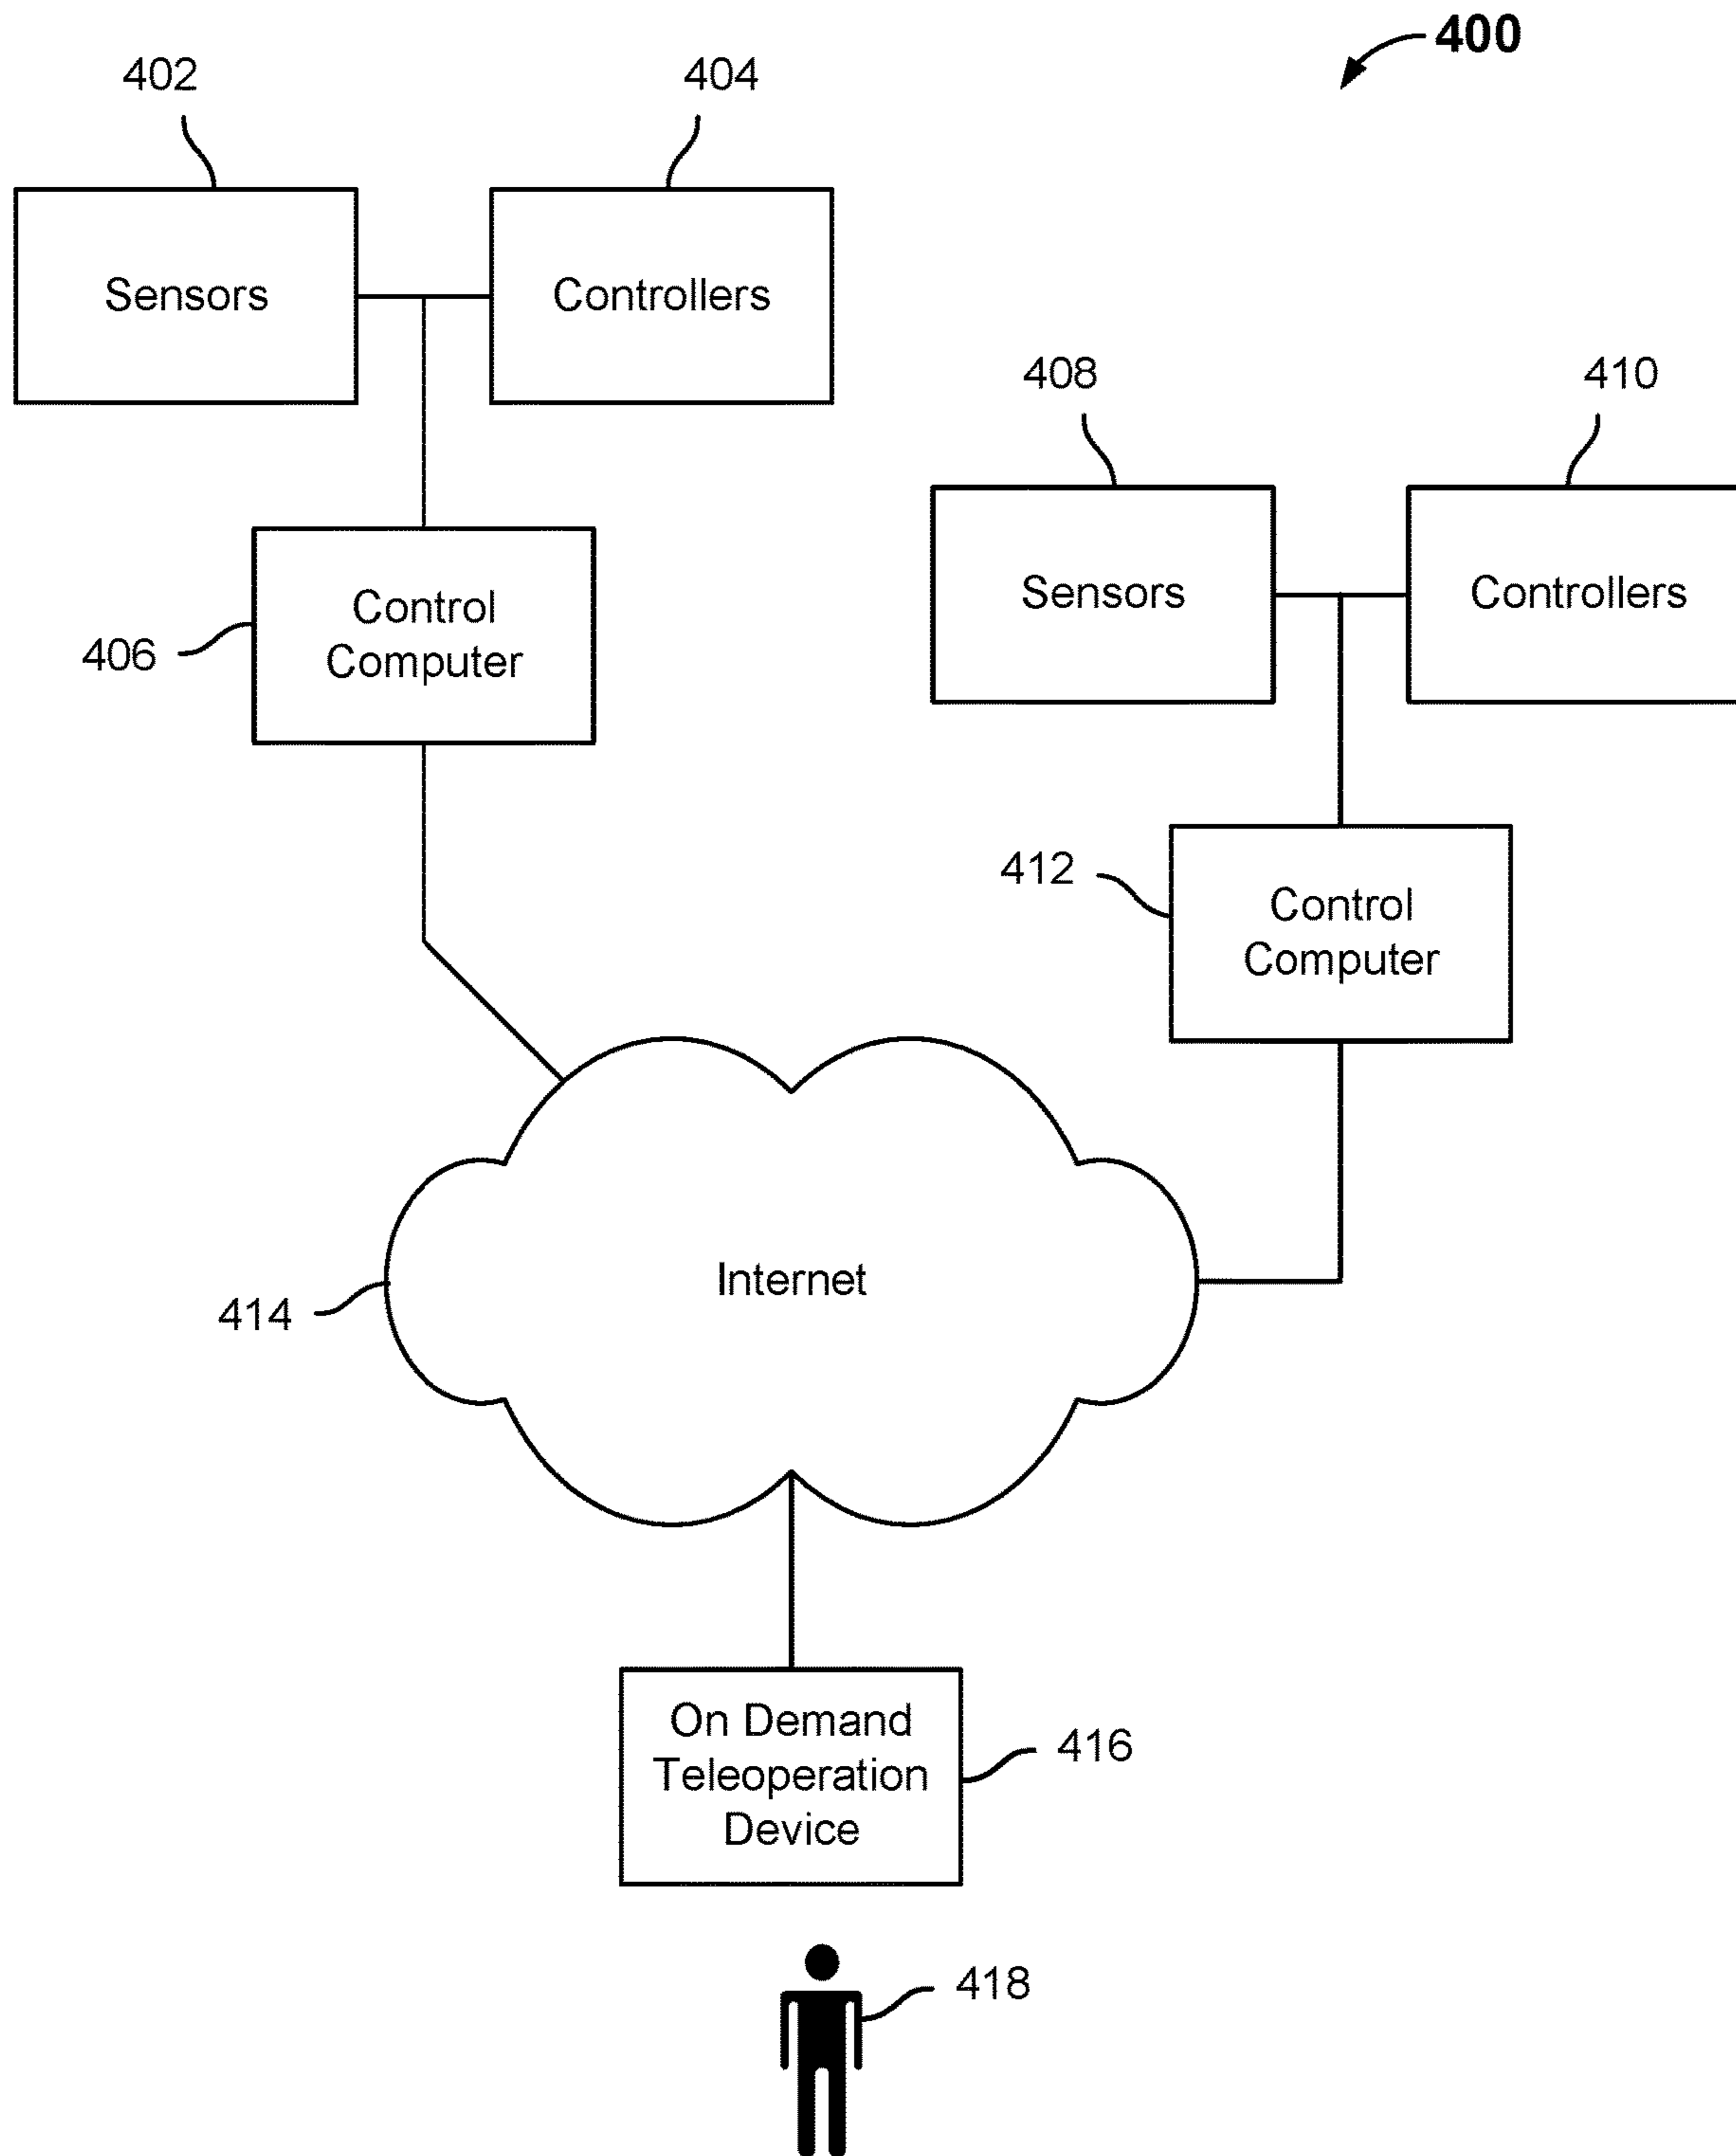 400
402
404
Sensors
Controllers
408
410
Control
Computer
406
Sensors
Controllers
412
Control
Computer
Internet
414
On Demand
Teleoperation
Device
416
418